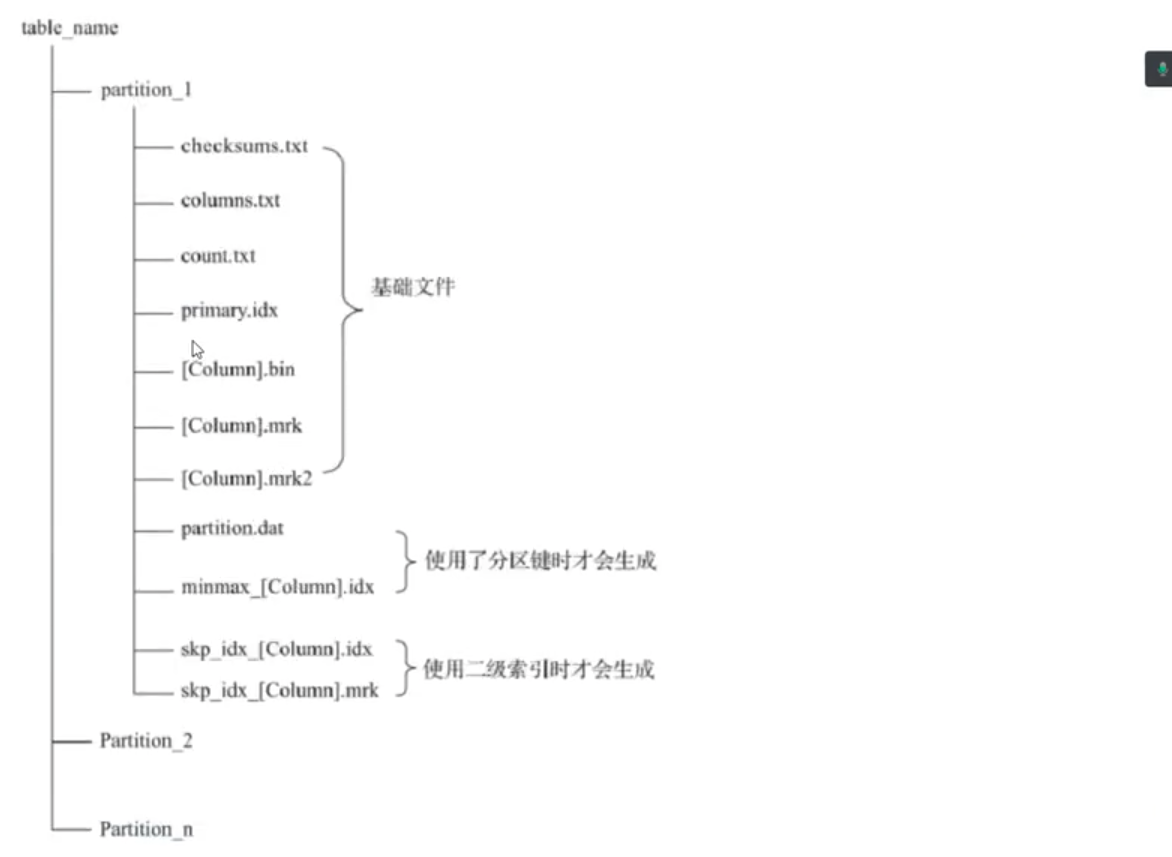 table_name
partition_1
checksums.txt
columns.txt
count.txt
基础文件
primary.idx
[Column].bin
[Column].mrk
[Column].mrk2
partition.dat
使用了分区键时才会生成
minmax_[Column].idx
skp_idx_[Column].idx
使用二级索引时才会生成
skp_idx_[Column].mrk
Partition_2
Partition_n